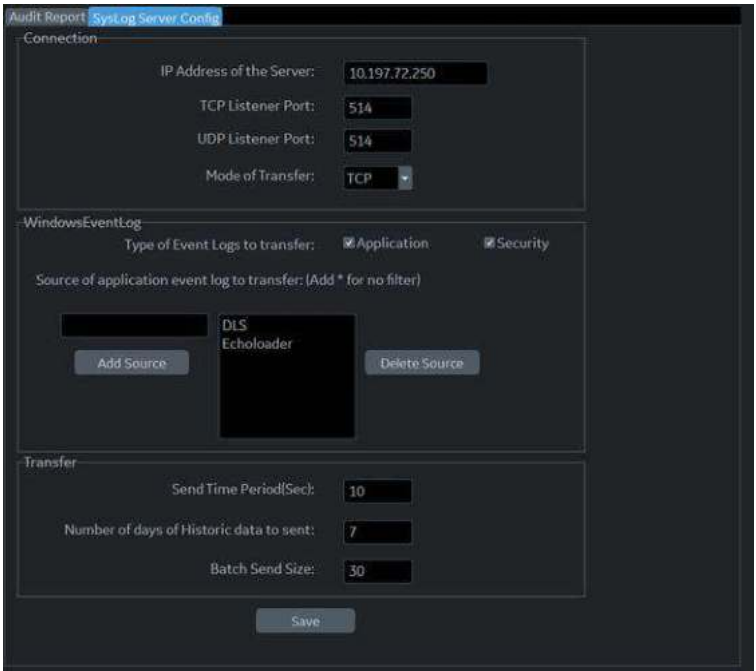 Audit Report SysLog Server Config
Connection
IP Address of the Server: 10.197.72.250
TCP Listener Port: 514
UDP Listener Port: 514
Mode of Transfer: TCP
WindowsEventLog
Type of Event Logs to transfer: Application Security
Source of application event log to transfer: (Add * for no filter)
DLS
Echoloader
Add Source Delete Source
Transfer
Send Time Period(Sec): 10
Number of days of Historic data to sent: 7
Batch Send Size: 30
Save